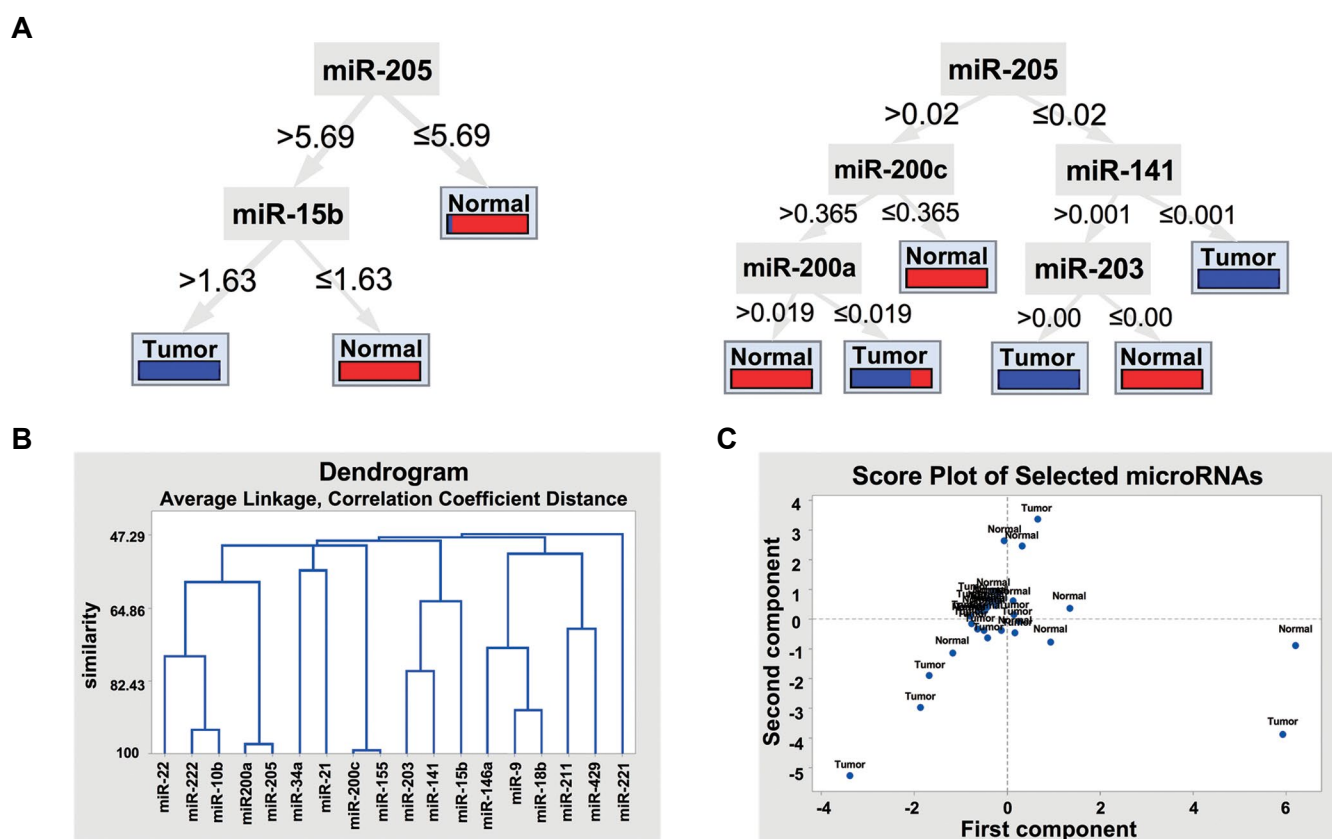 A
miR-205
>5.69 ≤5.69
miR-15b Normal
>1.63 ≤1.63
Tumor Normal
miR-205
>0.02 ≤0.02
miR-200c miR-141
>0.365 ≤0.365 >0.001 ≤0.001
miR-200a Normal miR-203 Tumor
>0.019 ≤0.019 >0.00 ≤0.00
Normal Tumor Tumor Normal
B
Dendrogram
Average Linkage, Correlation Coefficient Distance
similarity
47.29
64.86
82.43
100
miR-22
miR-222
miR-10b
miR200a
miR-205
miR-34a
miR-21
miR-200c
miR-155
miR-203
miR-141
miR-15b
miR-146a
miR-9
miR-18b
miR-211
miR-429
miR-221
C
Score Plot of Selected microRNAs
Second component
4
3
2
1
0
-1
-2
-3
-4
-5
Tumor
Normal
Normal
Normal
Normal
Tumor
Tumor
Normal
Tumor
Tumor
Normal
Normal
Normal
Tumor
Tumor
Tumor
Tumor
-4 -2 0 2 4 6
First component